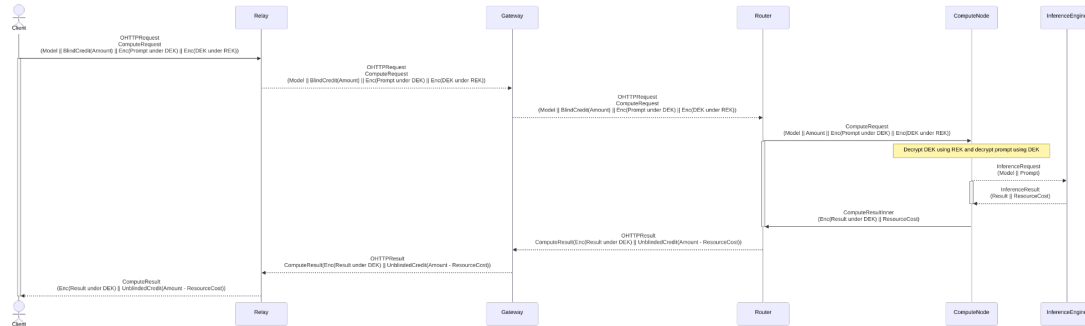 Client
Relay
Gateway
Router
ComputeNode
InferenceEngine
OHTTPRequest
ComputeRequest
(Model || BlindCredit(Amount) || Enc(Prompt under DEK) || Enc(DEK under REK))
OHTTPRequest
ComputeRequest
(Model || BlindCredit(Amount) || Enc(Prompt under DEK) || Enc(DEK under REK))
OHTTPRequest
ComputeRequest
(Model || BlindCredit(Amount) || Enc(Prompt under DEK) || Enc(DEK under REK))
ComputeRequest
(Model || Amount || Enc(Prompt under DEK) || Enc(DEK under REK))
Decrypt DEK using REK and decrypt prompt using DEK
InferenceRequest
(Model || Prompt)
InferenceResult
(Result || ResourceCost)
ComputeResultInner
(Enc(Result under DEK) || ResourceCost)
OHTTPResult
ComputeResult(Enc(Result under DEK) || UnblindedCredit(Amount - ResourceCost))
OHTTPResult
ComputeResult(Enc(Result under DEK) || UnblindedCredit(Amount - ResourceCost))
ComputeResult
(Enc(Result under DEK) || UnblindedCredit(Amount - ResourceCost))
Client
Relay
Gateway
Router
ComputeNode
InferenceEngine